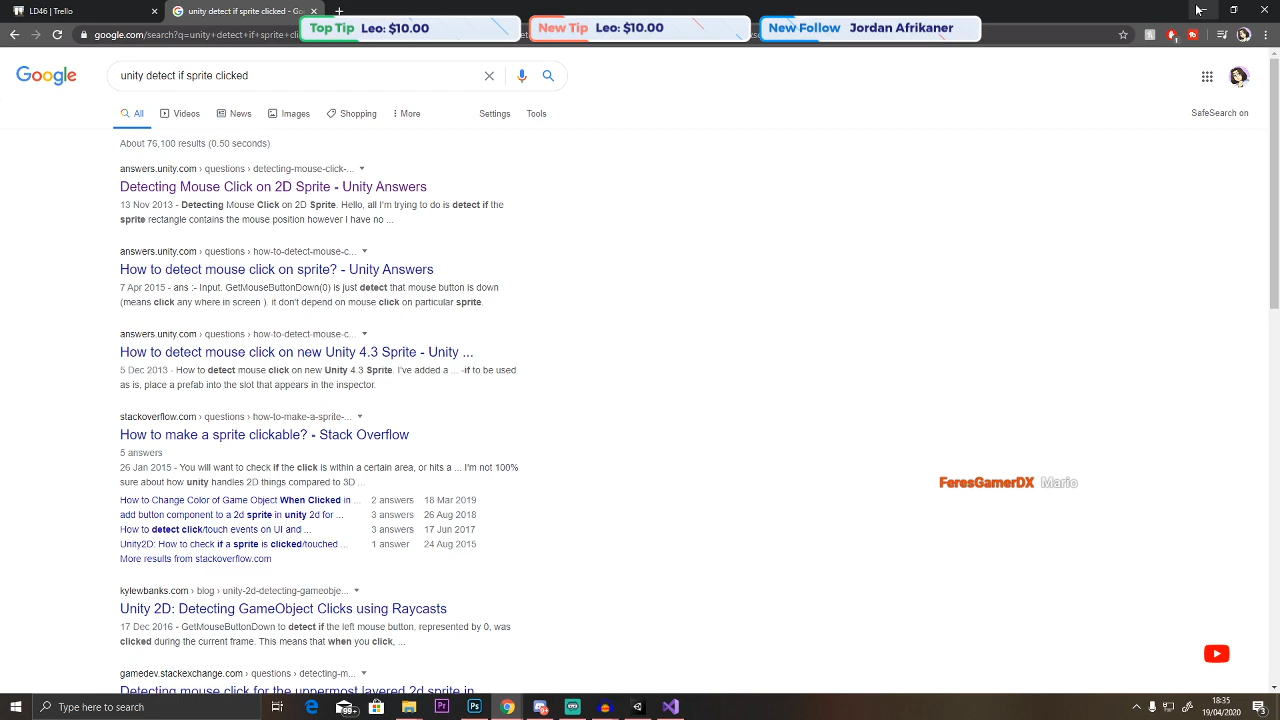 LD46
unity detect if sprite clicked
Top Tip Leo: $10.00
New Tip Leo: $10.00
New Follow Jordan Afrikaner
Google
unity detect if sprite clicked
All Videos News Images Shopping More Settings Tools
SafeSearch on
About 76,100 results (0.50 seconds)
answers.unity.com › questions › detecting-mouse-click-...
Detecting Mouse Click on 2D Sprite - Unity Answers
13 Nov 2013 - Detecting Mouse Click on 2D Sprite. Hello, all I'm trying to do is detect if the
sprite rectangle contains the mouse position however I have no ...
answers.unity.com › questions › how-to-detect-mouse-c...
How to detect mouse click on sprite? - Unity Answers
7 Apr 2015 - ans :- Input. GetMouseButtonDown(0) is just detect that mouse button is down
(means click any where in screen ). it don't depend on mouse click on particular sprite.
answers.unity.com › questions › how-to-detect-mouse-c...
How to detect mouse click on new Unity 4.3 Sprite - Unity ...
5 Dec 2013 - How to detect mouse click on new Unity 4.3 Sprite. I've added a ... -if to be used
as is, place a prefab into the slot that appears in the inspector.
stackoverflow.com › questions › how-to-make-a-sprite-...
How to make a sprite clickable? - Stack Overflow
5 answers
26 Jan 2015 - You will want to check if the click is within a certain area, or hits a ... I'm not 100%
sure about how unity handles 2D things compared to 3D ...
How to Change Color of Game Object When Clicked in ... 2 answers 18 Mar 2019
add button component to a 2d sprite in unity 2d for ... 3 answers 26 Aug 2018
How to detect click/touch events on UI and ... 3 answers 17 Jun 2017
Unity2D: How to check if a sprite is clicked/touched ... 1 answer 24 Aug 2015
More results from stackoverflow.com
FeresGamerDX Mario
kylewbanks.com › blog › unity-2d-detecting-gameobje...
Unity 2D: Detecting GameObject Clicks using Raycasts
17 Dec 2016 - GetMouseButtonDown to detect if the left mouse button, represented by 0, was
clicked during the current frame. This means that when you click, ...
gamedev.stackexchange.com › questions › detecting-m...
Detecting mouse click for the uppermost layered 2d sprite in
Type here to search
99+
18:35
19/04/2020